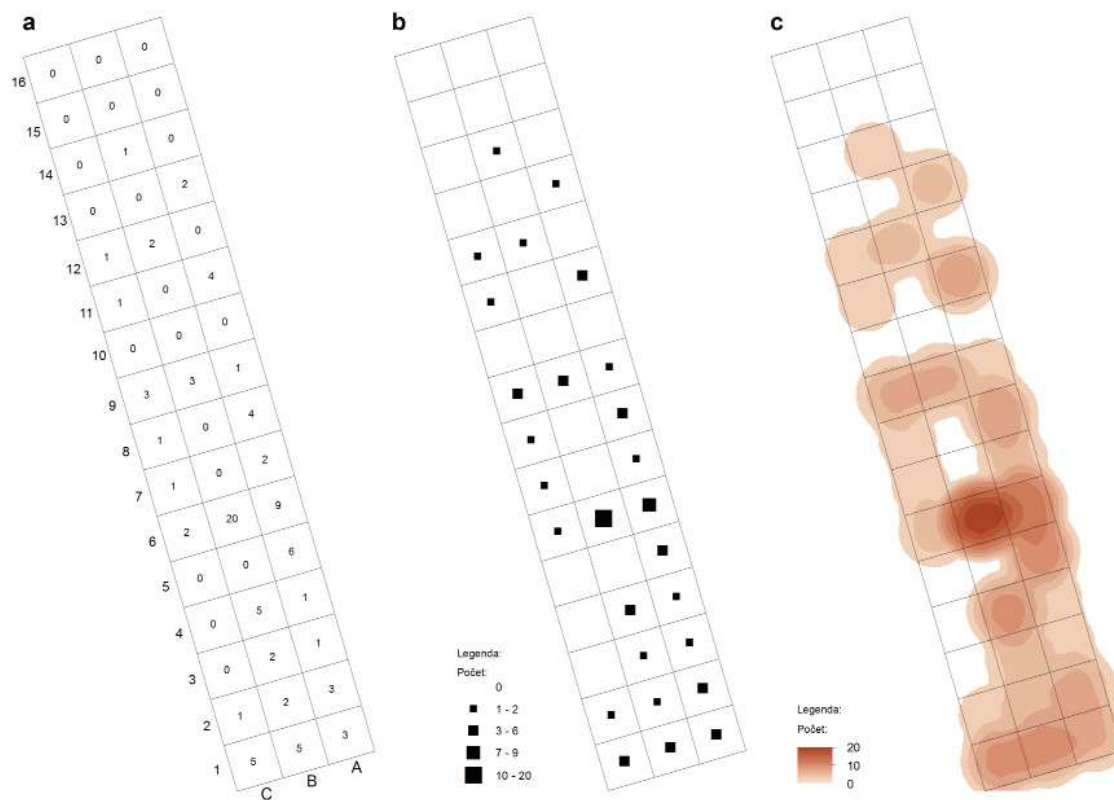 a
16 0 0 0
15 0 0 0
14 0 1 0
13 0 0 2
12 1 2 0
11 1 0 4
10 0 0 0
9 3 3 1
8 1 0 4
7 1 0 2
6 2 20 9
5 0 0 6
4 0 5 1
3 0 2 1
2 1 2 3
1 5 5 3
C B A
b
Legenda:
Počet:
0
1 - 2
3 - 6
7 - 9
10 - 20
c
Legenda:
Počet:
20
10
0